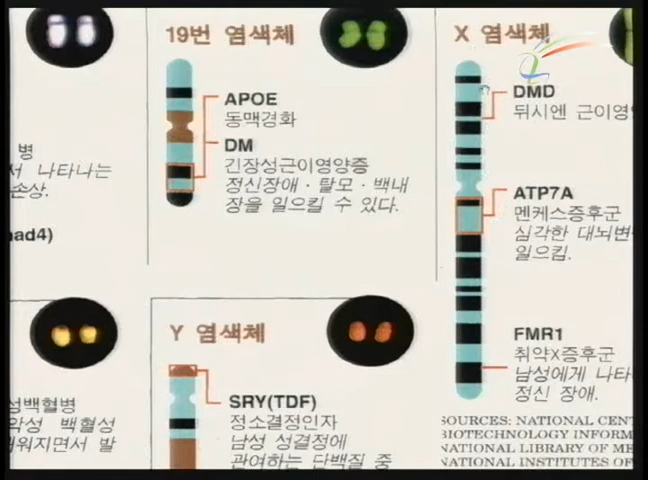 병
서 나타나는
손상.
nad4)
성백혈병
악성 백혈성
워지면서 발
19번 염색체
APOE
동맥경화
DM
긴장성근이영양증
정신장애 · 탈모 · 백내
장을 일으킬 수 있다.
Y 염색체
SRY(TDF)
정소결정인자
남성 성결정에
관여하는 단백질 중
X 염색체
DMD
뒤시엔 근이영양
ATP7A
멘케스증후군
심각한 대뇌변
일으킴.
FMR1
취약X증후군
남성에게 나타
정신 장애.
SOURCES: NATIONAL CENT
BIOTECHNOLOGY INFORM
NATIONAL LIBRARY OF ME
NATIONAL INSTITUTES OF